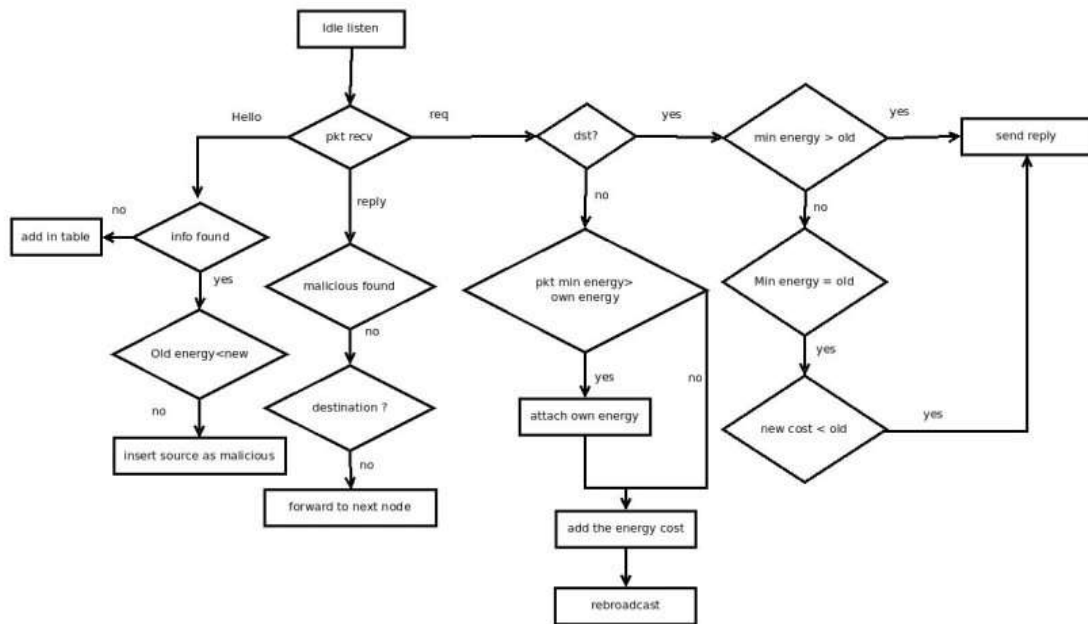 Idle listen
Hello
pkt recv
req
dst?
yes
min energy > old
yes
send reply
reply
no
no
no
add in table
info found
yes
malicious found
pkt min energy>
own energy
Min energy = old
no
yes
Old energy<new
no
destination ?
yes
no
attach own energy
new cost < old
yes
no
insert source as malicious
forward to next node
add the energy cost
rebroadcast